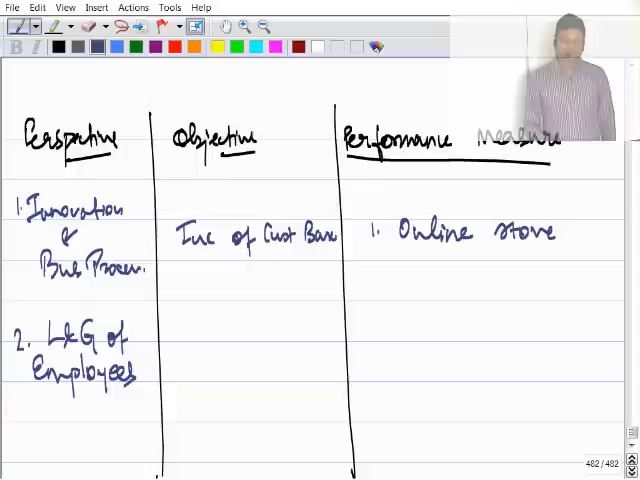 File Edit View Insert Actions Tools Help
Perspective Objective Performance Measure
1. Innovation
&
Bus Process.
Inc of Cust Base 1. Online store
2. L&G of
Employees
482 / 482